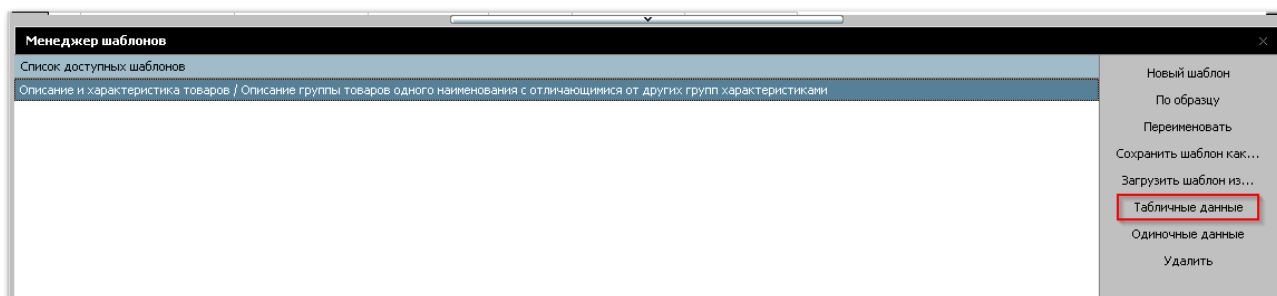 Менеджер шаблонов
Список доступных шаблонов
Описание и характеристика товаров / Описание группы товаров одного наименования с отличающимися от других групп характеристиками
Новый шаблон
По образцу
Переименовать
Сохранить шаблон как...
Загрузить шаблон из...
Табличные данные
Одиночные данные
Удалить